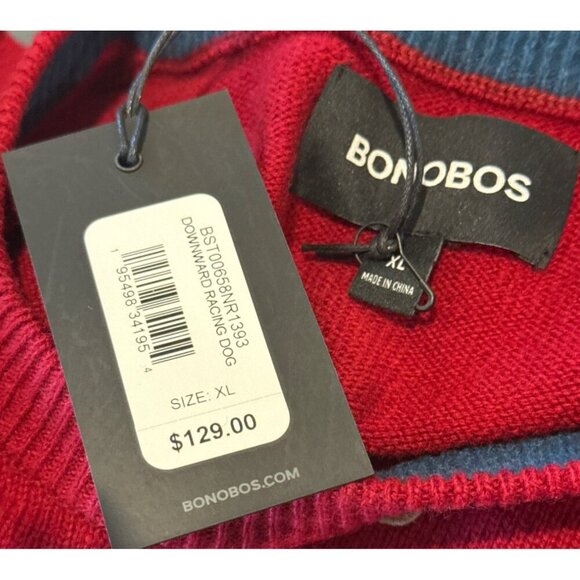 BST00658NR1393
DOWNWARD RACING DOG
1 95498 34195 4
SIZE: XL
$129.00
BONOBOS.COM
BONOBOS
XL
MADE IN CHINA